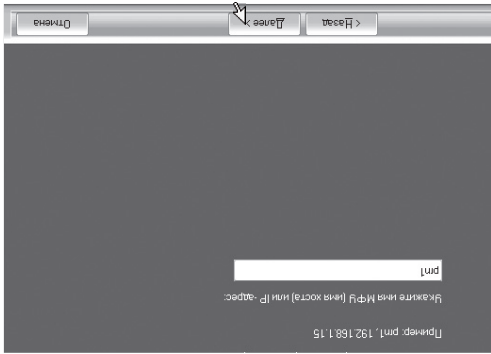 Пример: prn1, 192.168.1.15
Укажите имя МФУ (имя хоста) или IP -адрес:
prn1
< Назад
Далее >
Отмена